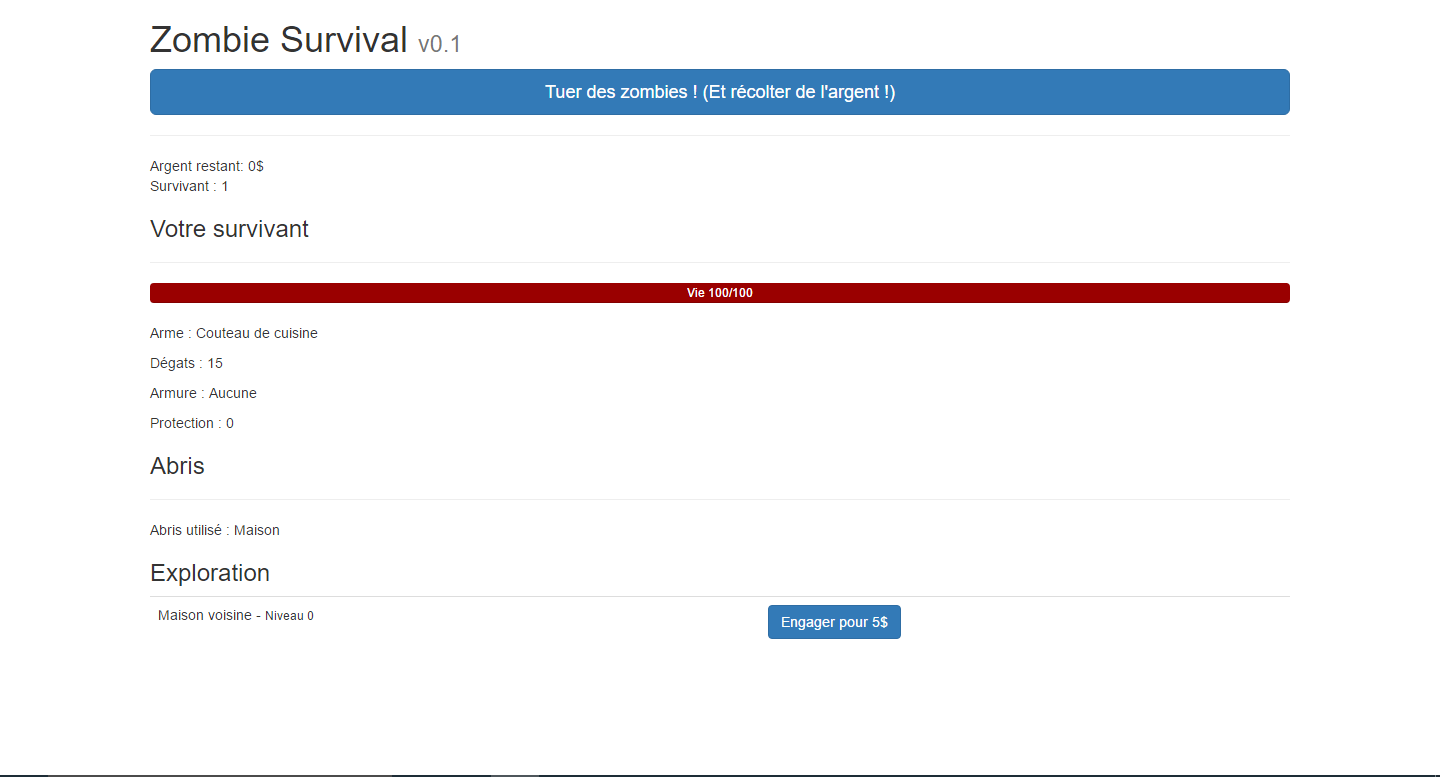 Zombie Survival v0.1
Tuer des zombies ! (Et récolter de l'argent !)
Argent restant: 0$
Survivant : 1
Votre survivant
Vie 100/100
Arme : Couteau de cuisine
Dégats : 15
Armure : Aucune
Protection : 0
Abris
Abris utilisé : Maison
Exploration
Maison voisine - Niveau 0
Engager pour 5$